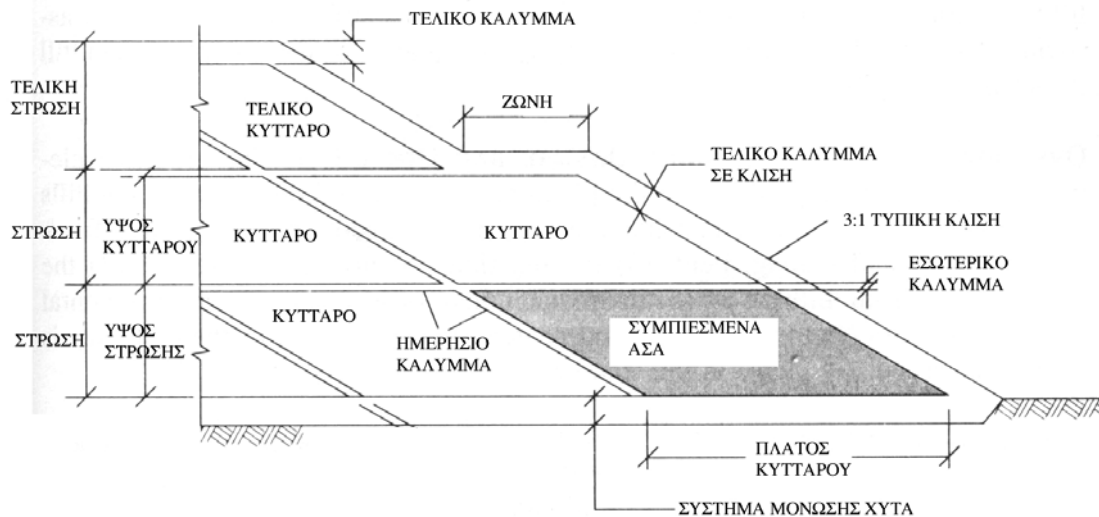 ΤΕΛΙΚΟ ΚΑΛΥΜΜΑ
ΤΕΛΙΚΗ
ΣΤΡΩΣΗ
ΤΕΛΙΚΟ
ΚΥΤΤΑΡΟ
ΖΩΝΗ
ΤΕΛΙΚΟ ΚΑΛΥΜΜΑ
ΣΕ ΚΛΙΣΗ
3:1 ΤΥΠΙΚΗ ΚΛΙΣΗ
ΣΤΡΩΣΗ
ΥΨΟΣ
ΚΥΤΤΑΡΟΥ
ΚΥΤΤΑΡΟ
ΚΥΤΤΑΡΟ
ΕΣΩΤΕΡΙΚΟ
ΚΑΛΥΜΜΑ
ΣΤΡΩΣΗ
ΥΨΟΣ
ΣΤΡΩΣΗΣ
ΚΥΤΤΑΡΟ
ΗΜΕΡΗΣΙΟ
ΚΑΛΥΜΜΑ
ΣΥΜΠΙΕΣΜΕΝΑ
ΑΣΑ
ΠΛΑΤΟΣ
ΚΥΤΤΑΡΟΥ
ΣΥΣΤΗΜΑ ΜΟΝΩΣΗΣ ΧΥΤΑ